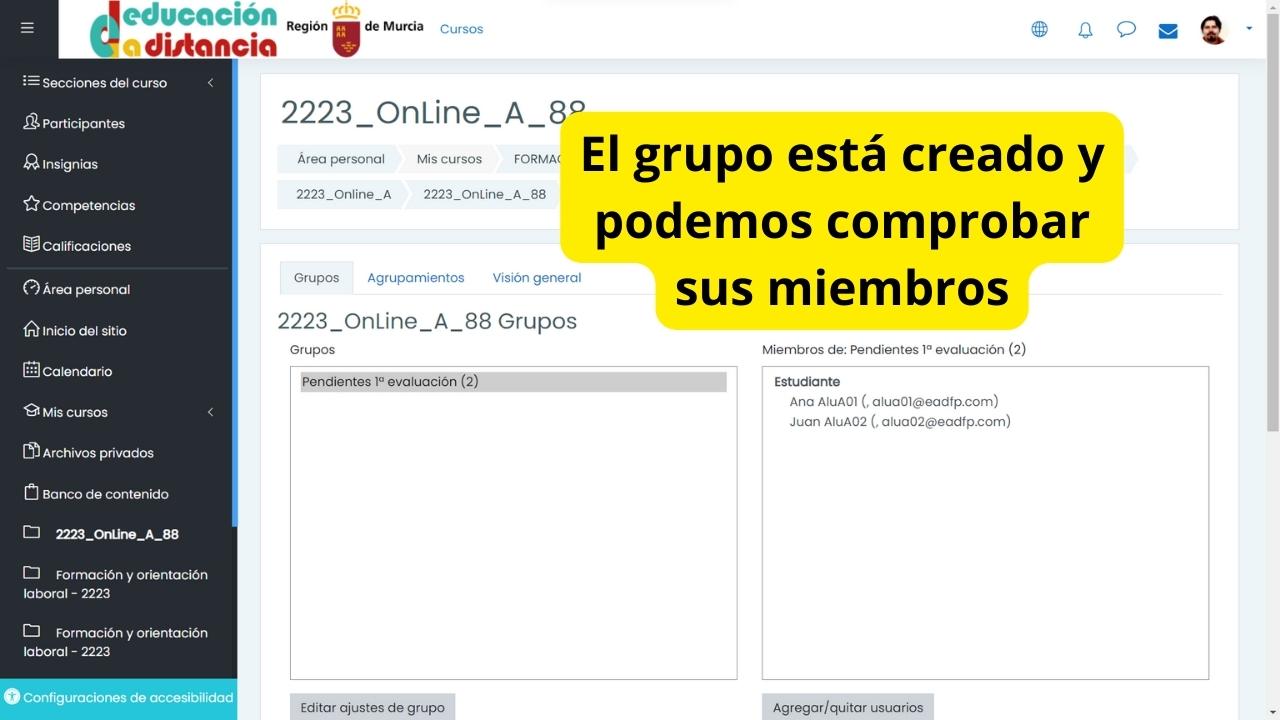 educación
a distancia
Región de Murcia
Cursos
Secciones del curso
Participantes
Insignias
Competencias
Calificaciones
Área personal
Inicio del sitio
Calendario
Mis cursos
Archivos privados
Banco de contenido
2223_OnLine_A_88
Formación y orientación
laboral - 2223
Formación y orientación
laboral - 2223
Configuraciones de accesibilidad
2223_OnLine_A_88
Área personal
Mis cursos
2223_Online_A
2223_OnLine_A_88
El grupo está creado y
podemos comprobar
sus miembros
Grupos
Agrupamientos
Visión general
2223_OnLine_A_88 Grupos
Grupos
Pendientes 1ª evaluación (2)
Editar ajustes de grupo
Miembros de: Pendientes 1ª evaluación (2)
Estudiante
Ana AluA01 (, alua01@eadfp.com)
Juan AluA02 (, alua02@eadfp.com)
Agregar/quitar usuarios